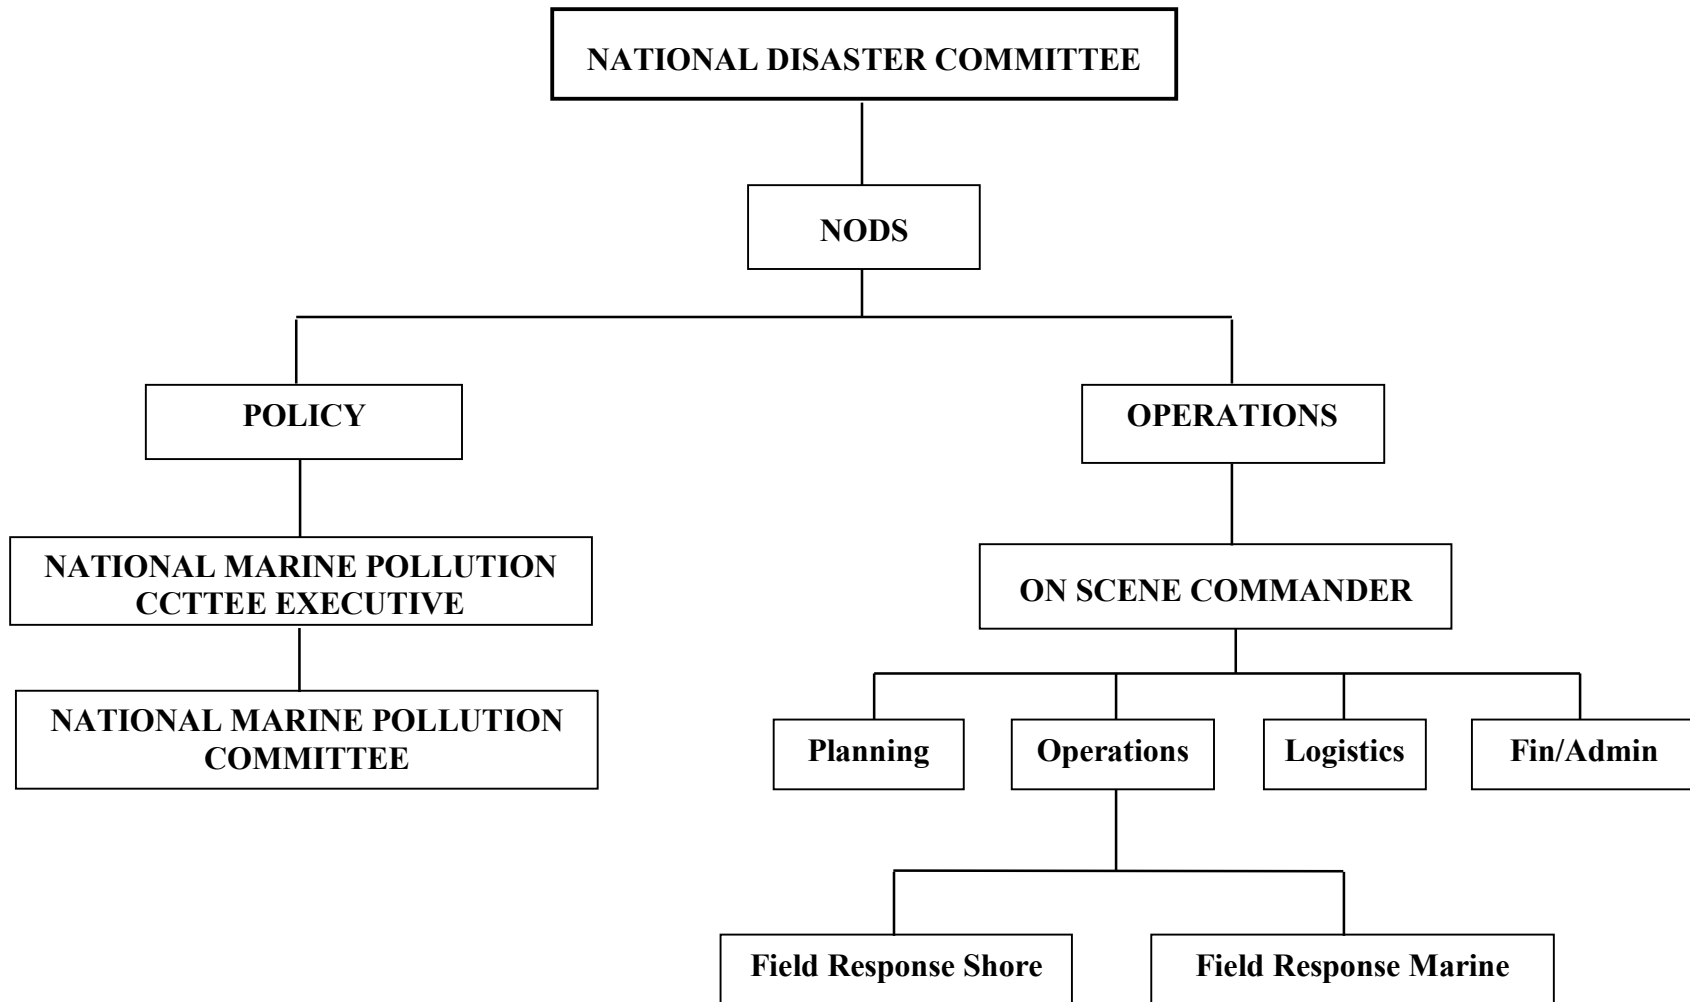 NATIONAL DISASTER COMMITTEE
NODS
POLICY
OPERATIONS
NATIONAL MARINE POLLUTION
CCTTEE EXECUTIVE
ON SCENE COMMANDER
NATIONAL MARINE POLLUTION
COMMITTEE
Planning
Operations
Logistics
Fin/Admin
Field Response Shore
Field Response Marine